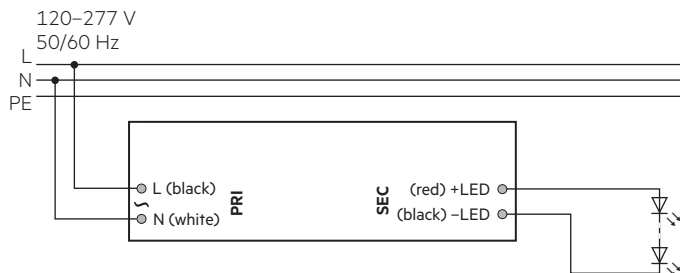 120–277 V
50/60 Hz
L
N
PE
L (black)
~
N (white)
PRI
SEC
(red) +LED
(black) –LED